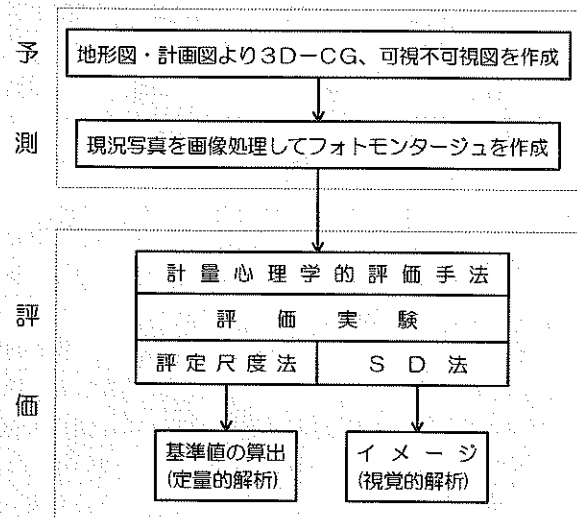 予測
地形図・計画図より3D-CG、可視不可視図を作成
現況写真を画像処理してフォトモンタージュを作成
評価
計量心理学的評価手法
評価実験
評定尺度法
SD法
基準値の算出
(定量的解析)
イメージ
(視覚的解析)